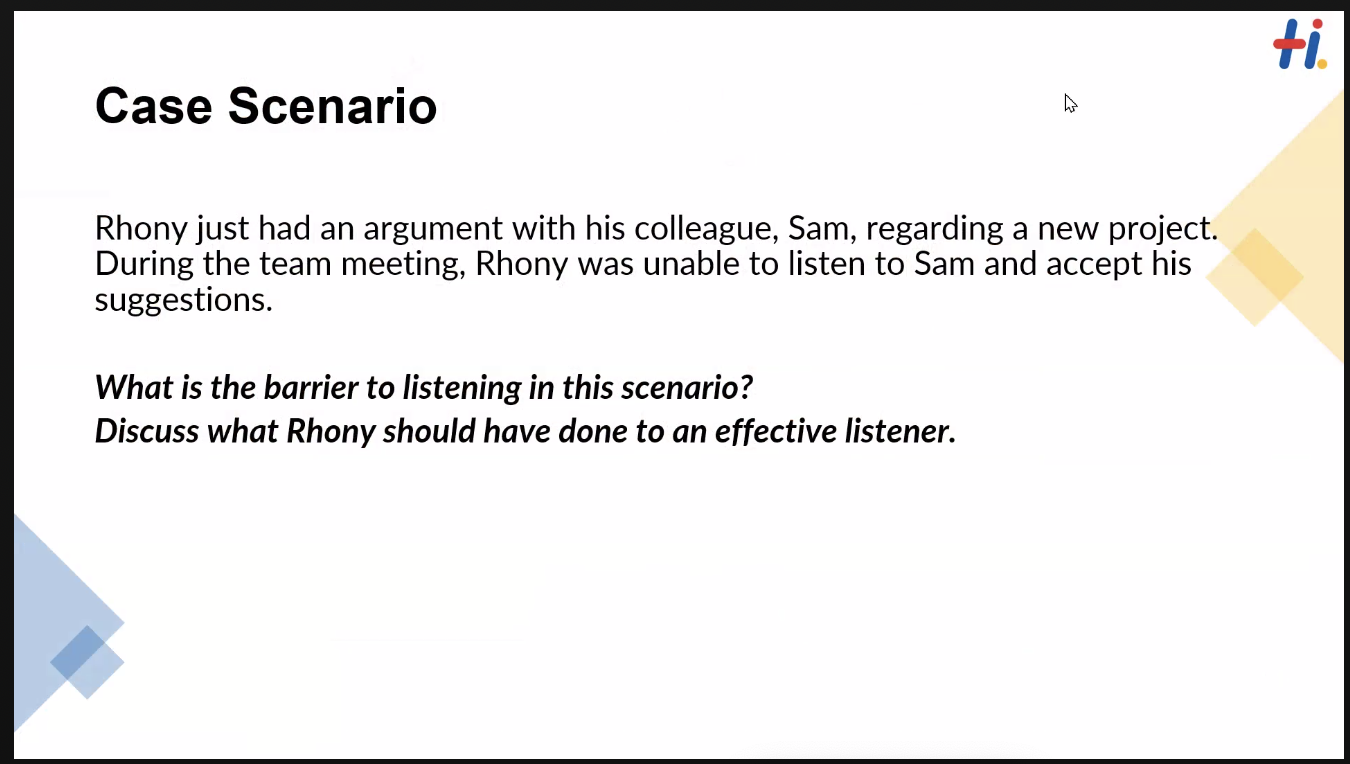 Hi.
Case Scenario
Rhony just had an argument with his colleague, Sam, regarding a new project.
During the team meeting, Rhony was unable to listen to Sam and accept his
suggestions.
What is the barrier to listening in this scenario?
Discuss what Rhony should have done to an effective listener.